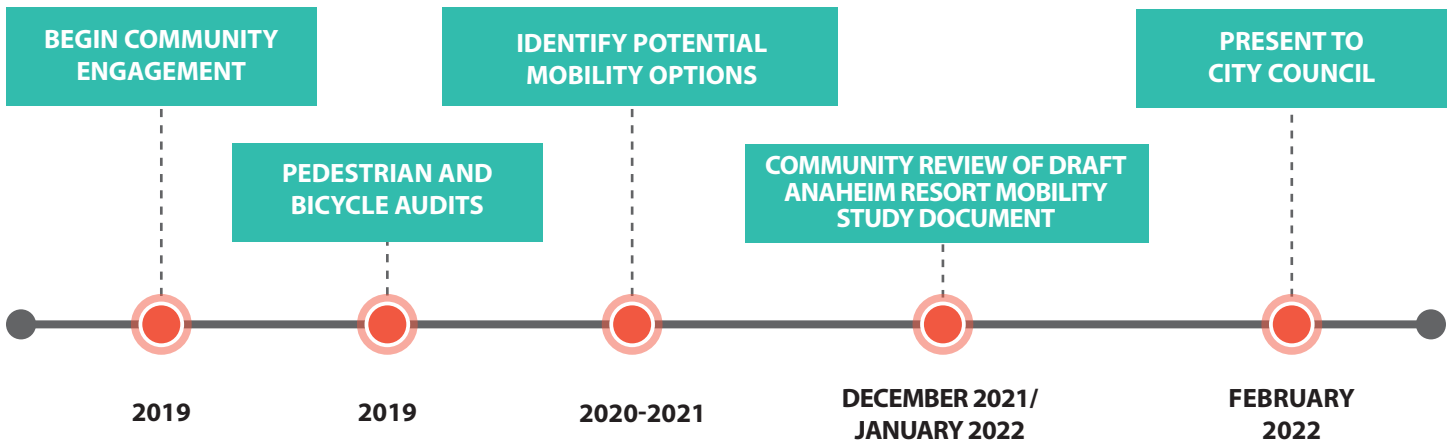 BEGIN COMMUNITY
ENGAGEMENT
PEDESTRIAN AND
BICYCLE AUDITS
IDENTIFY POTENTIAL
MOBILITY OPTIONS
COMMUNITY REVIEW OF DRAFT
ANAHEIM RESORT MOBILITY
STUDY DOCUMENT
PRESENT TO
CITY COUNCIL
2019
2019
2020-2021
DECEMBER 2021/
JANUARY 2022
FEBRUARY
2022